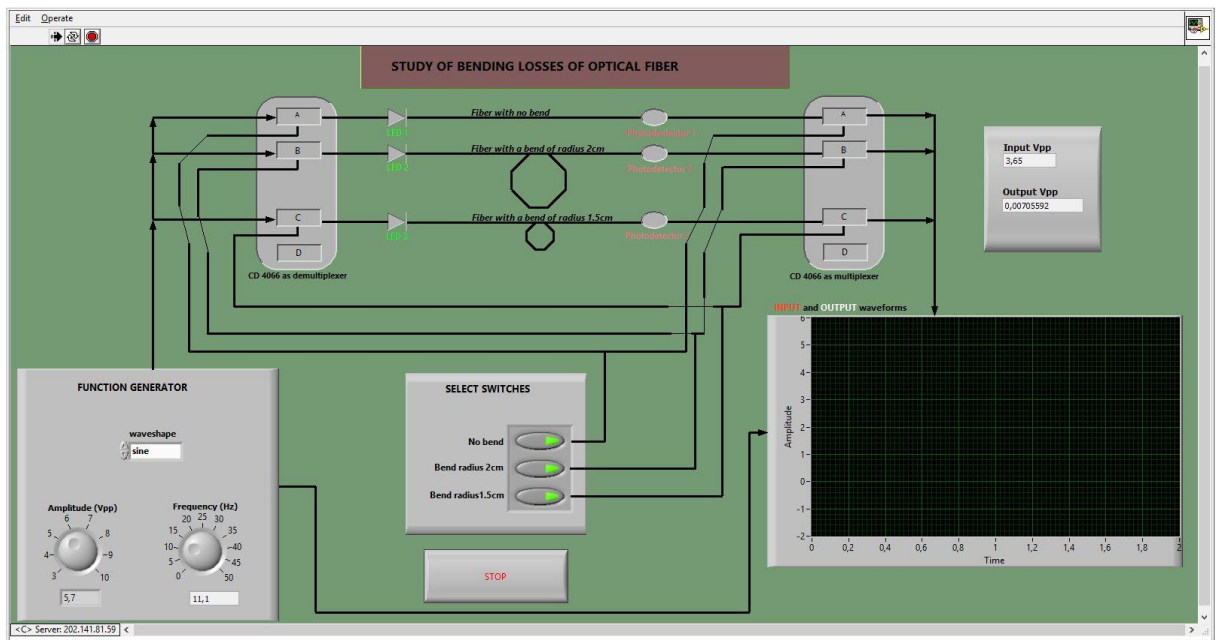 Edit Operate
STUDY OF BENDING LOSSES OF OPTICAL FIBER
A
LED 1
Fiber with no bend
Photodedector 1
A
B
LED 2
Fiber with a bend of radius 2cm
Photodetector 2
B
C
LED 3
Fiber with a bend of radius 1.5cm
Photodetector
C
D
D
CD 4066 as demultiplexer
CD 4066 as multiplexer
Input Vpp
3,65
Output Vpp
0,00705592
INPUT and OUTPUT waveforms
6
5
4
3
2
1
0
-1
-2
Amplitude
0 0,2 0,4 0,6 0,8 1 1,2 1,4 1,6 1,8 2
Time
FUNCTION GENERATOR
waveshape
sine
Amplitude (Vpp)
3 4 5 6 7 8 9 10
5,7
Frequency (Hz)
0 5 10 15 20 25 30 35 40 45 50
11,1
SELECT SWITCHES
No bend
Bend radius 2cm
Bend radius1.5cm
STOP
<C> Server: 202.141.81.59